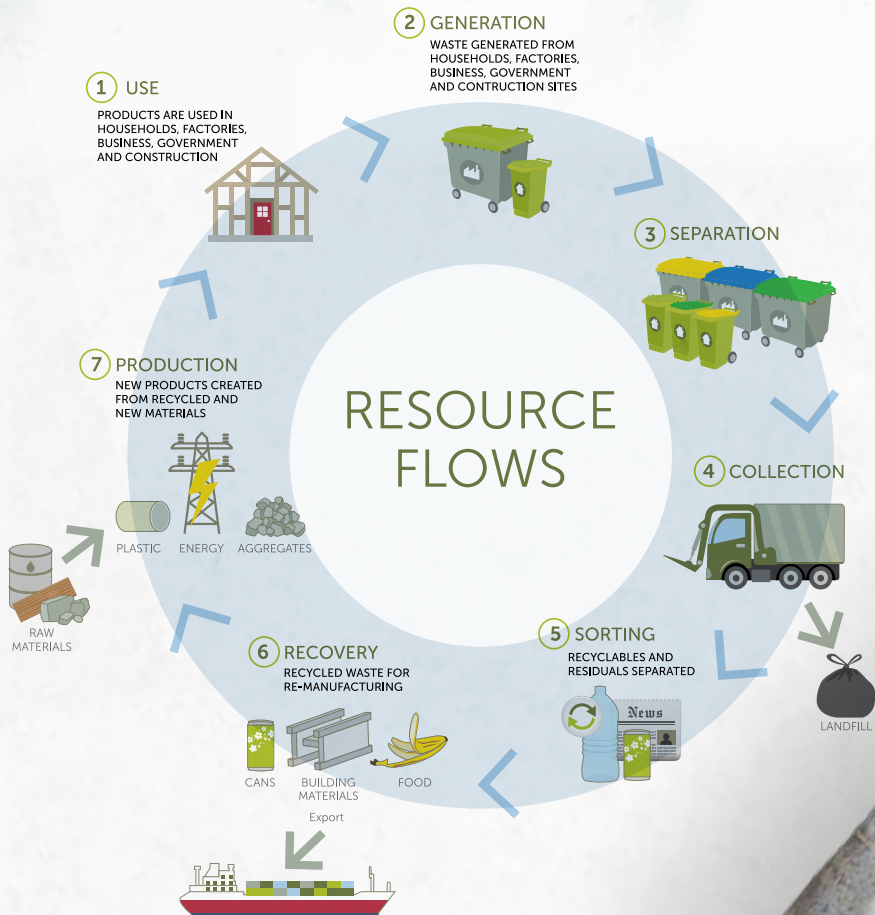 1 USE
PRODUCTS ARE USED IN
HOUSEHOLDS, FACTORIES,
BUSINESS, GOVERNMENT
AND CONSTRUCTION
2 GENERATION
WASTE GENERATED FROM
HOUSEHOLDS, FACTORIES,
BUSINESS, GOVERNMENT
AND CONTRUCTION SITES
3 SEPARATION
4 COLLECTION
LANDFILL
5 SORTING
RECYCLABLES AND
RESIDUALS SEPARATED
News
6 RECOVERY
RECYCLED WASTE FOR
RE-MANUFACTURING
CANS
BUILDING
MATERIALS
FOOD
Export
7 PRODUCTION
NEW PRODUCTS CREATED
FROM RECYCLED AND
NEW MATERIALS
PLASTIC
ENERGY
AGGREGATES
RAW
MATERIALS
RESOURCE
FLOWS